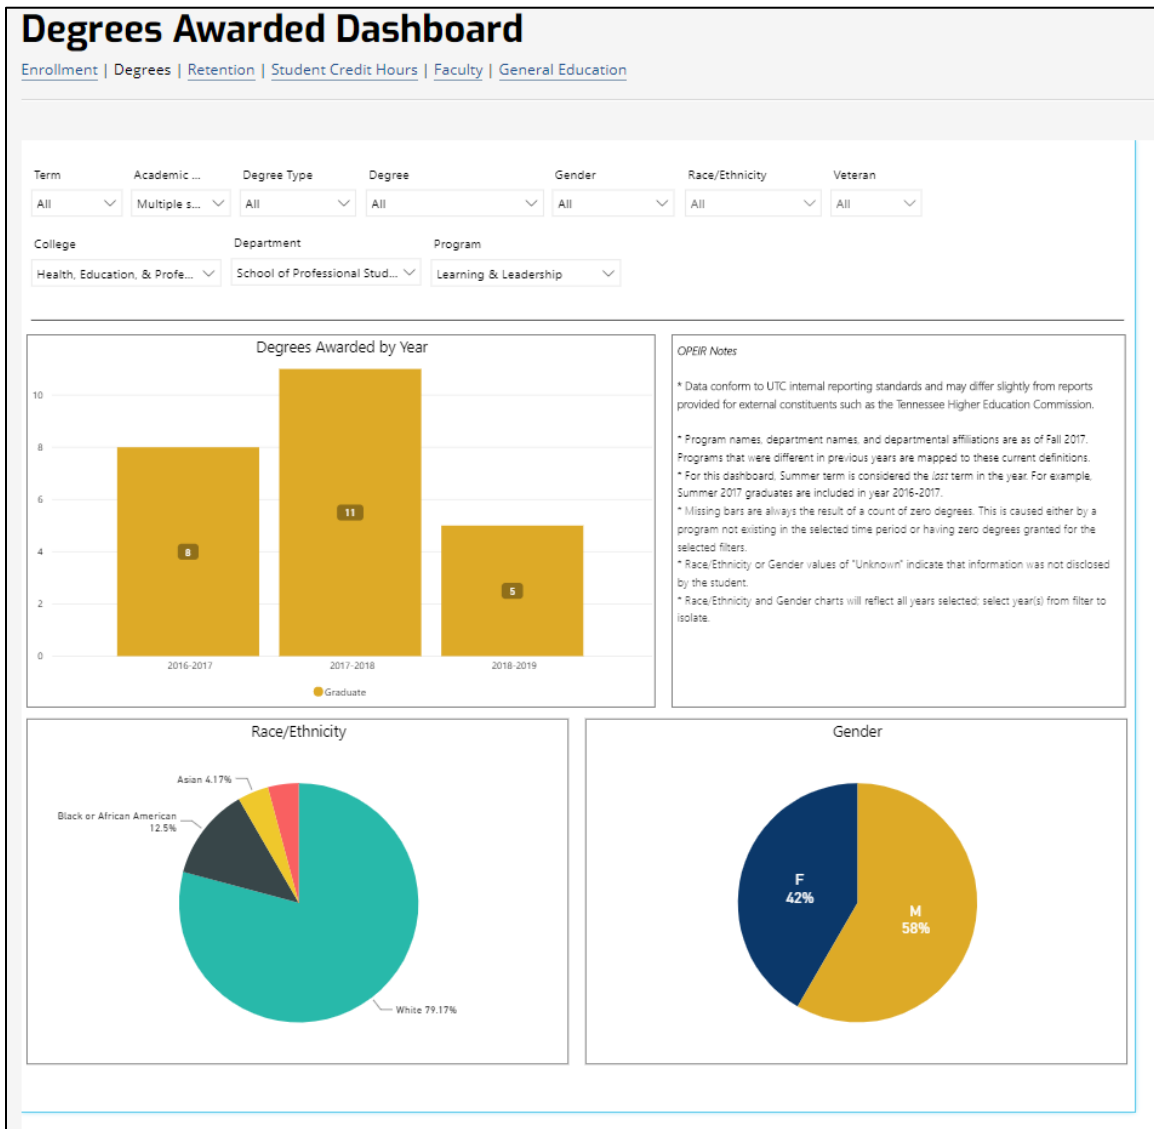 Degrees Awarded Dashboard
Enrollment | Degrees | Retention | Student Credit Hours | Faculty | General Education
Term Academic ... Degree Type Degree Gender Race/Ethnicity Veteran
All Multiple s... All All All All All
College Department Program
Health, Education, & Profe... School of Professional Stud... Learning & Leadership
Degrees Awarded by Year
10
8
6
4
2
0
8
11
5
2016-2017 2017-2018 2018-2019
Graduate
OPEIR Notes
* Data conform to UTC internal reporting standards and may differ slightly from reports
provided for external constituents such as the Tennessee Higher Education Commission.
* Program names, department names, and departmental affiliations are as of Fall 2017.
Programs that were different in previous years are mapped to these current definitions.
* For this dashboard, Summer term is considered the last term in the year. For example,
Summer 2017 graduates are included in year 2016-2017.
* Missing bars are always the result of a count of zero degrees. This is caused either by a
program not existing in the selected time period or having zero degrees granted for the
selected filters.
* Race/Ethnicity or Gender values of "Unknown" indicate that information was not disclosed
by the student.
* Race/Ethnicity and Gender charts will reflect all years selected; select year(s) from filter to
isolate.
Race/Ethnicity
Asian 4.17%
Black or African American
12.5%
White 79.17%
Gender
F
42%
M
58%